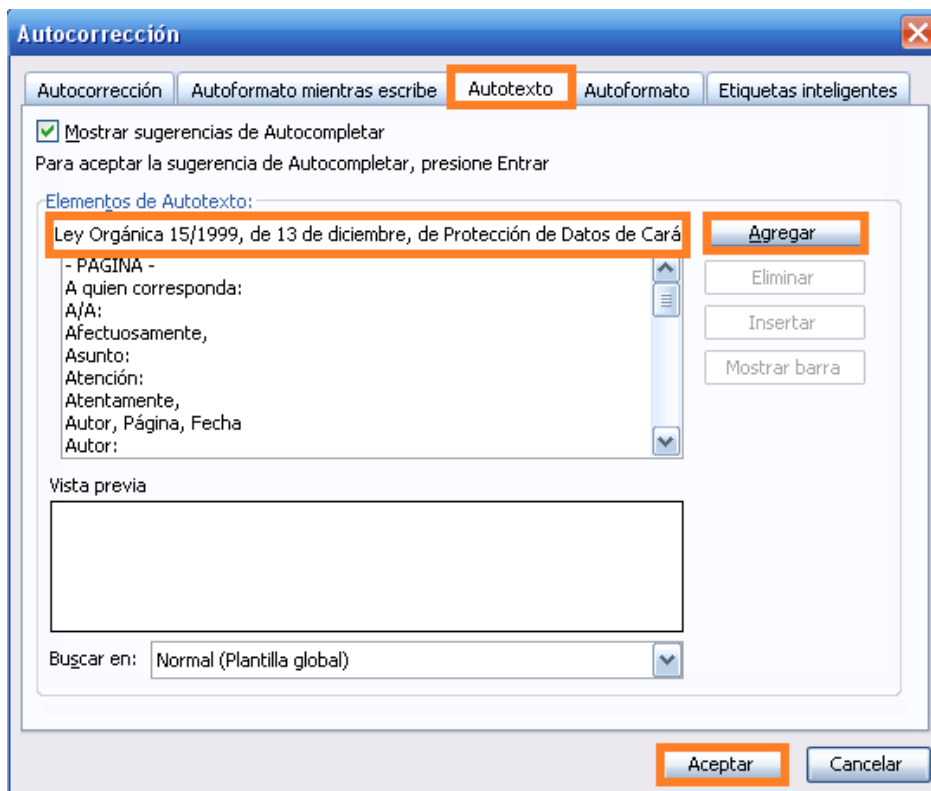 Autocorrección
Autocorrección Autoformato mientras escribe Autotexto Autoformato Etiquetas inteligentes
Mostrar sugerencias de Autocompletar
Para aceptar la sugerencia de Autocompletar, presione Entrar
Elementos de Autotexto:
Ley Orgánica 15/1999, de 13 de diciembre, de Protección de Datos de Cará Agregar
- PÁGINA -
A quien corresponda: Eliminar
A/A:
Afectuosamente, Insertar
Asunto:
Atención: Mostrar barra
Atentamente,
Autor, Página, Fecha
Autor:
Vista previa
Buscar en: Normal (Plantilla global)
Aceptar Cancelar